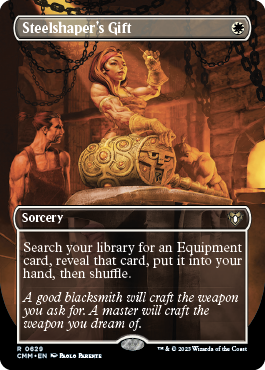 Steelshaper's Gift
Sorcery
Search your library for an Equipment
card, reveal that card, put it into your
hand, then shuffle.
A good blacksmith will craft the weapon
you ask for. A master will craft the
weapon you dream of.
R 0629
CMM • EN Paolo Parente
™ & © 2023 Wizards of the Coast